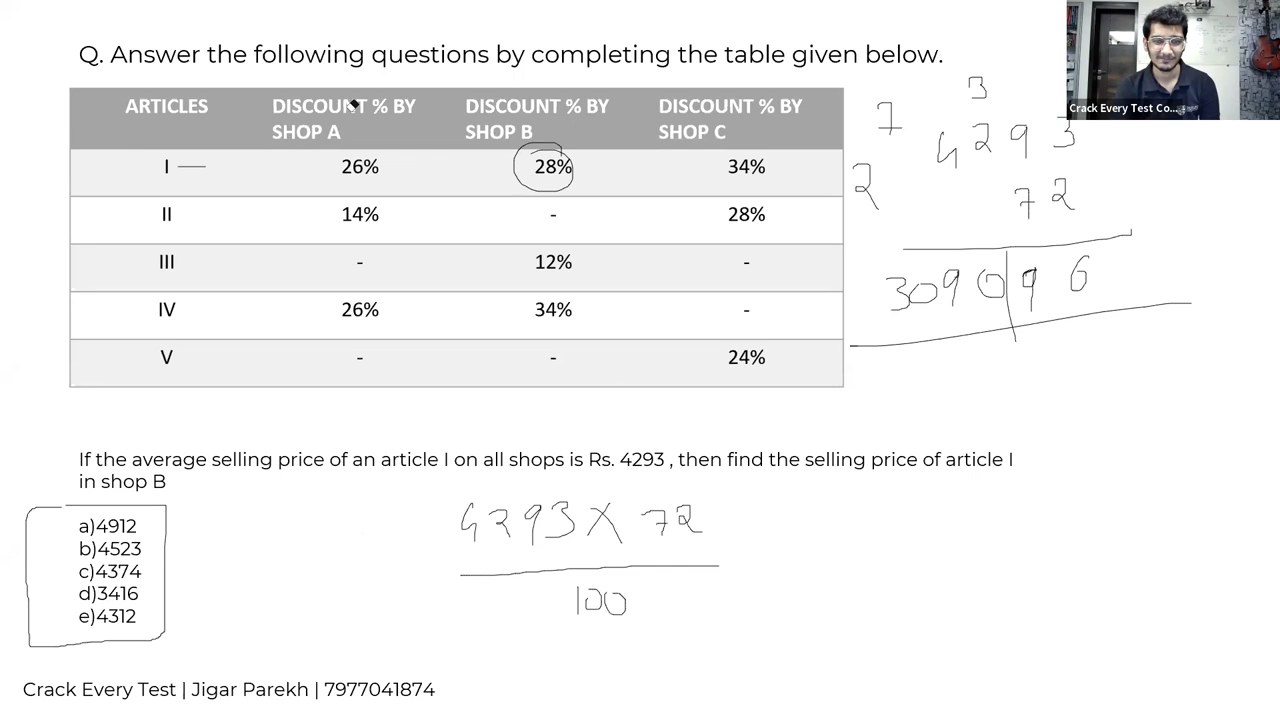 Q. Answer the following questions by completing the table given below.
ARTICLES DISCOUNT % BY SHOP A DISCOUNT % BY SHOP B DISCOUNT % BY SHOP C
I 26% 28% 34%
II 14% - 28%
III - 12% -
IV 26% 34% -
V - - 24%
Crack Every Test Co...
3
7 4293
2 72
309096
If the average selling price of an article I on all shops is Rs. 4293 , then find the selling price of article I
in shop B
a)4912
b)4523
c)4374
d)3416
e)4312
4293 X 72
100
Crack Every Test | Jigar Parekh | 7977041874